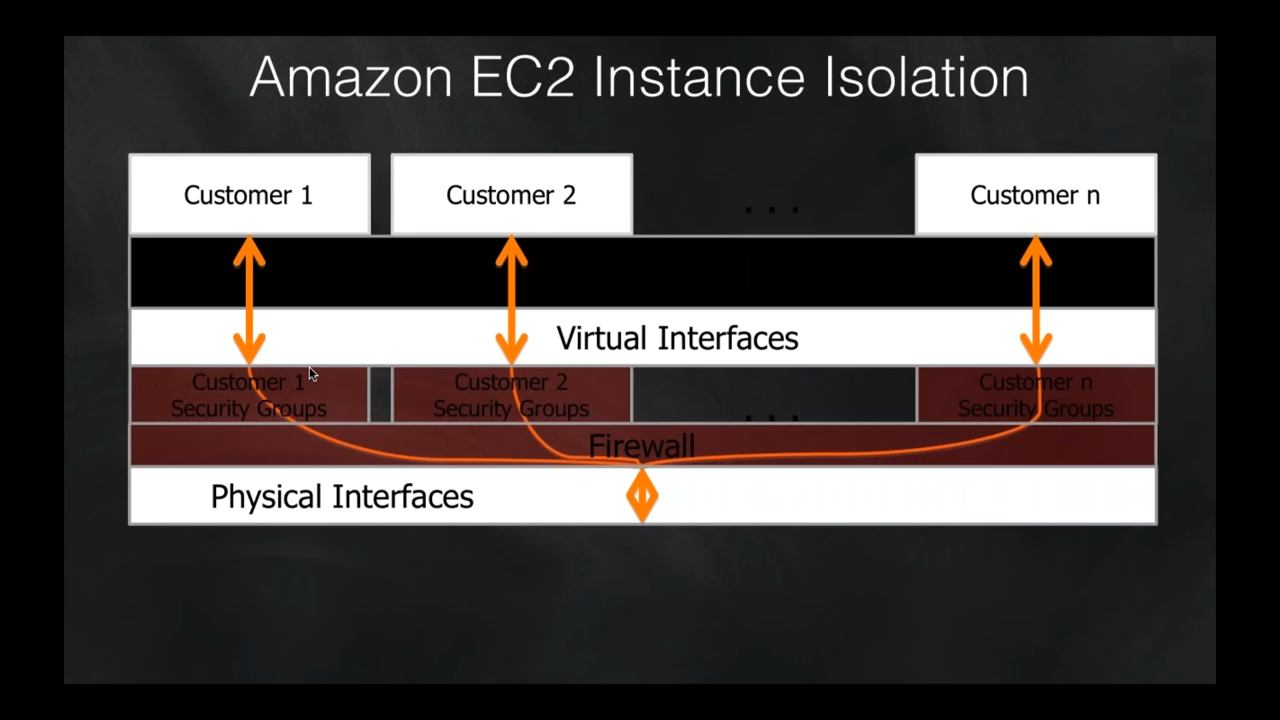 Amazon EC2 Instance Isolation
Customer 1
Customer 2
...
Customer n
Virtual Interfaces
Customer 1
Security Groups
Customer 2
Security Groups
...
Customer n
Security Groups
Firewall
Physical Interfaces